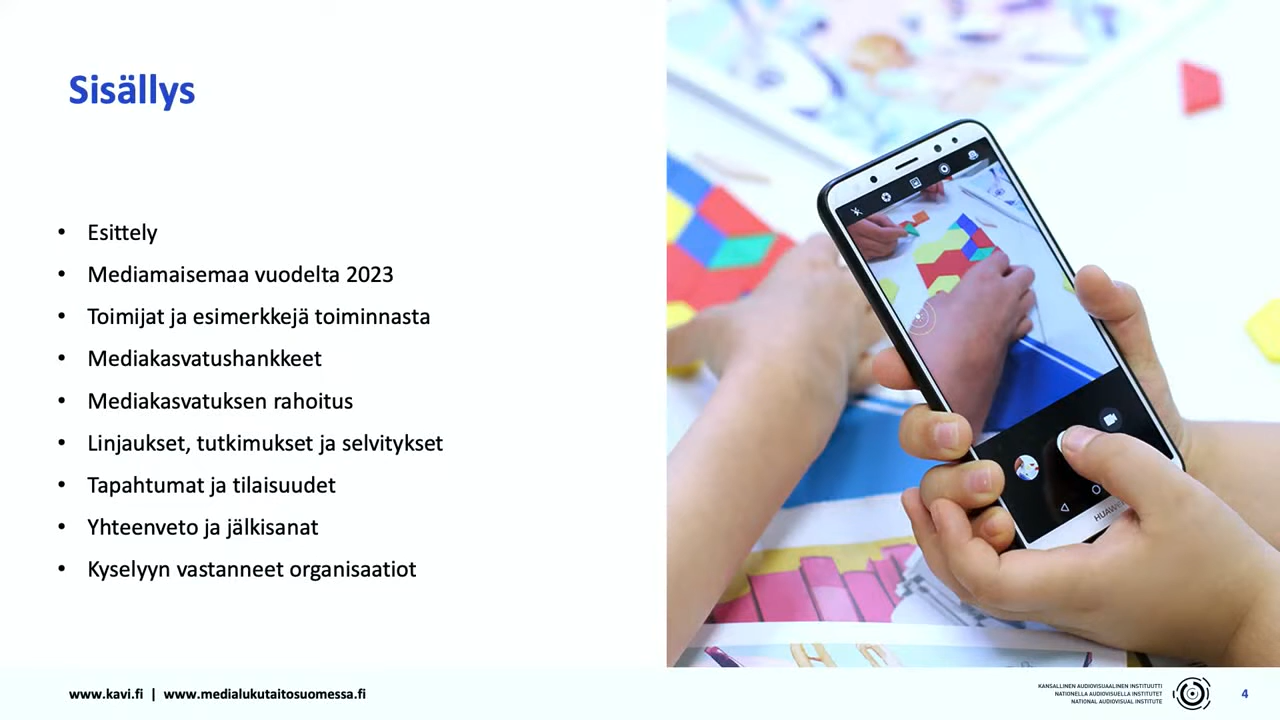 Sisällys
• Esittely
• Mediamaisemaa vuodelta 2023
• Toimijat ja esimerkkejä toiminnasta
• Mediakasvatushankkeet
• Mediakasvatuksen rahoitus
• Linjaukset, tutkimukset ja selvitykset
• Tapahtumat ja tilaisuudet
• Yhteenveto ja jälkisanat
• Kyselyyn vastanneet organisaatiot
www.kavi.fi | www.medialukutaitosuomessa.fi
KANSALLINEN AUDIOVISUAALINEN INSTITUUTTI
NATIONELLA AUDIOVISUELLA INSTITUTET
NATIONAL AUDIOVISUAL INSTITUTE
4